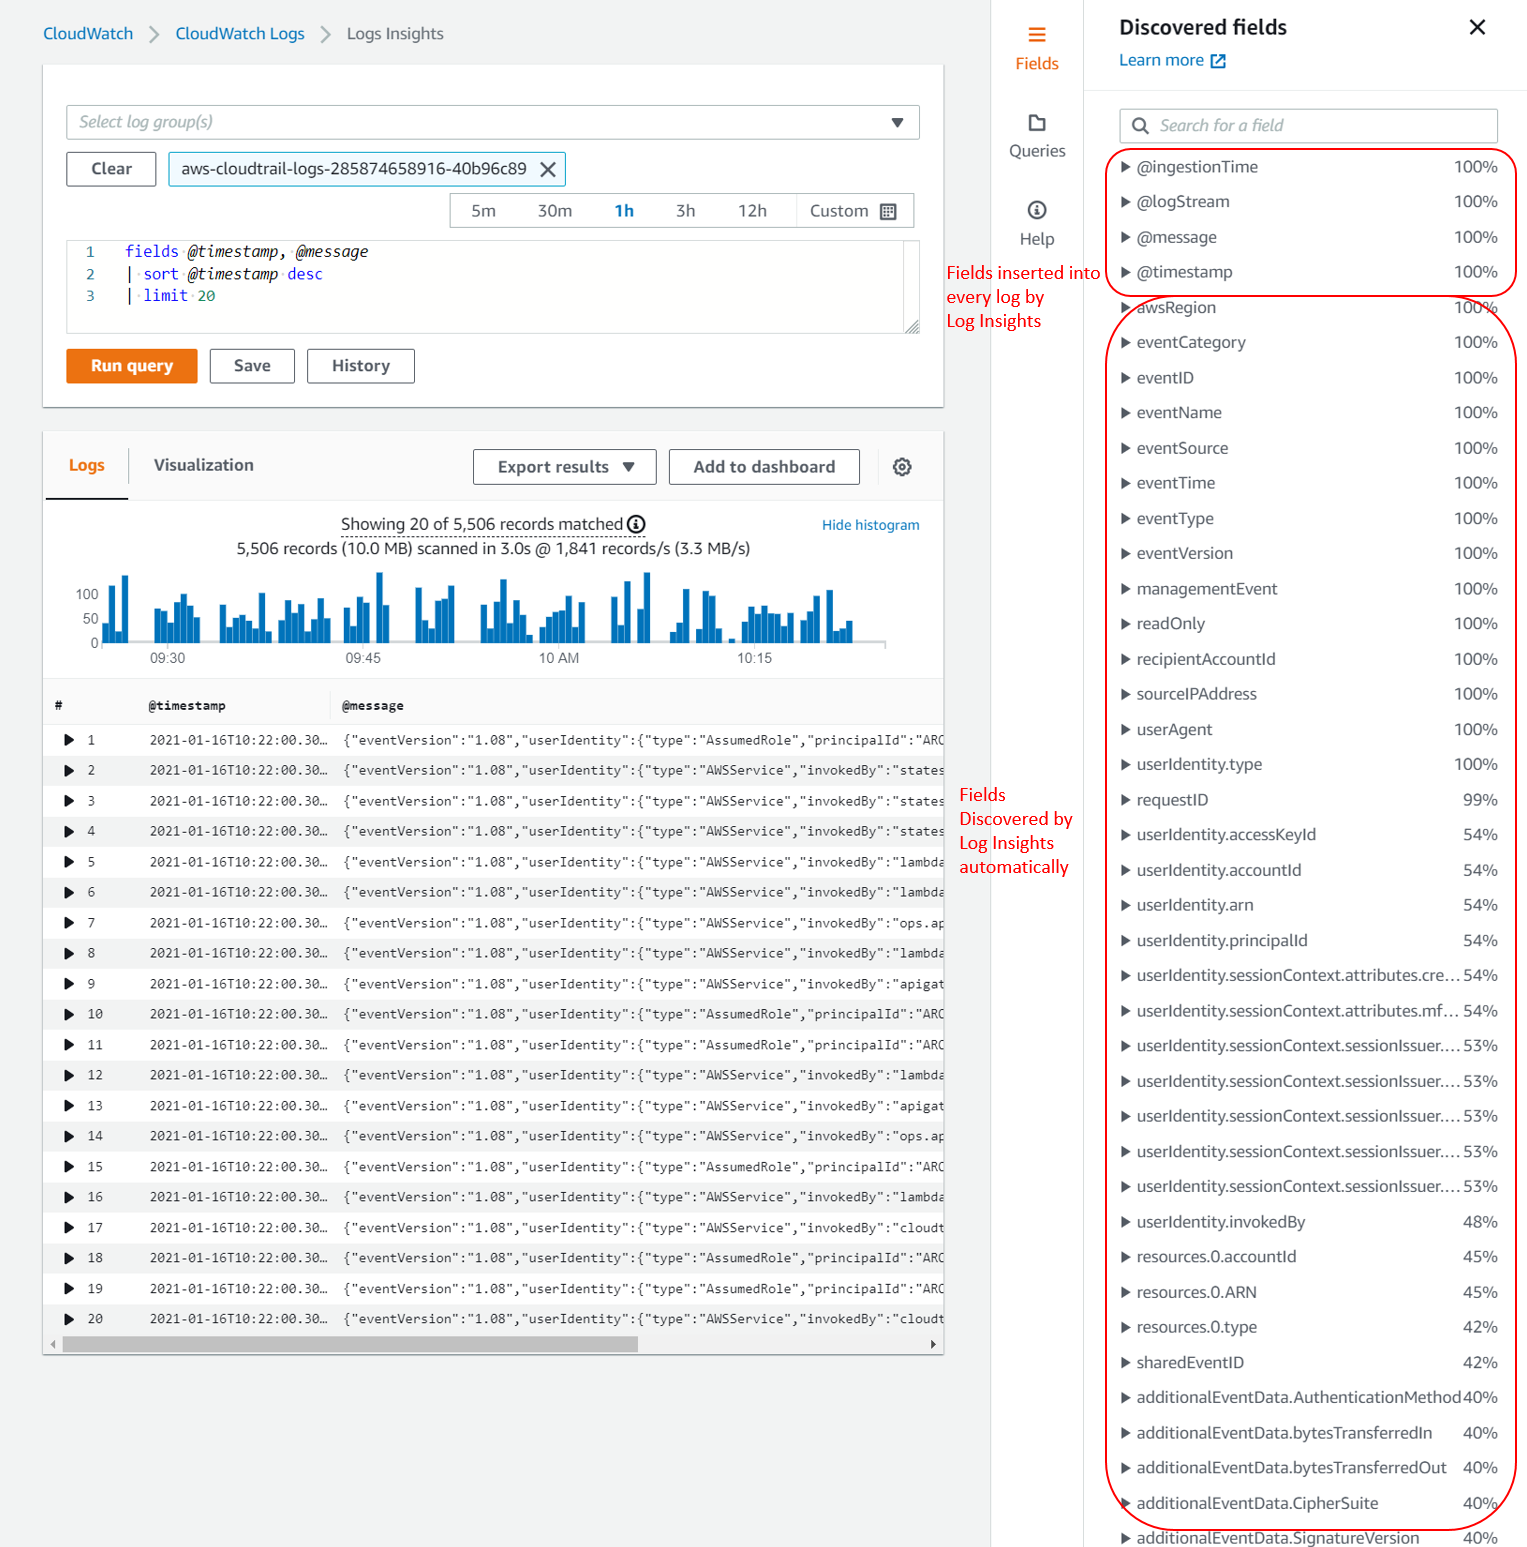 CloudWatch > CloudWatch Logs > Logs Insights
Select log group(s)
Clear
aws-cloudtrail-logs-285874658916-40b96c89
5m 30m 1h 3h 12h Custom
1 fields @timestamp, @message
2 | sort @timestamp desc
3 | limit 20
Run query Save History
Logs Visualization Export results Add to dashboard
Showing 20 of 5,506 records matched
Hide histogram
5,506 records (10.0 MB) scanned in 3.0s @ 1,841 records/s (3.3 MB/s)
100
50
0
09:30 09:45 10 AM 10:15
# @timestamp @message
1 2021-01-16T10:22:00.30… {"eventVersion":"1.08","userIdentity":{"type":"AssumedRole","principalId":"ARO
2 2021-01-16T10:22:00.30… {"eventVersion":"1.08","userIdentity":{"type":"AWSService","invokedBy":"states
3 2021-01-16T10:22:00.30… {"eventVersion":"1.08","userIdentity":{"type":"AWSService","invokedBy":"states
4 2021-01-16T10:22:00.30… {"eventVersion":"1.08","userIdentity":{"type":"AWSService","invokedBy":"states
5 2021-01-16T10:22:00.30… {"eventVersion":"1.08","userIdentity":{"type":"AWSService","invokedBy":"lambda
6 2021-01-16T10:22:00.30… {"eventVersion":"1.08","userIdentity":{"type":"AWSService","invokedBy":"lambda
7 2021-01-16T10:22:00.30… {"eventVersion":"1.08","userIdentity":{"type":"AWSService","invokedBy":"ops.ap
8 2021-01-16T10:22:00.30… {"eventVersion":"1.08","userIdentity":{"type":"AWSService","invokedBy":"lambda
9 2021-01-16T10:22:00.30… {"eventVersion":"1.08","userIdentity":{"type":"AWSService","invokedBy":"apigat
10 2021-01-16T10:22:00.30… {"eventVersion":"1.08","userIdentity":{"type":"AssumedRole","principalId":"ARO
11 2021-01-16T10:22:00.30… {"eventVersion":"1.08","userIdentity":{"type":"AssumedRole","principalId":"ARO
12 2021-01-16T10:22:00.30… {"eventVersion":"1.08","userIdentity":{"type":"AWSService","invokedBy":"lambda
13 2021-01-16T10:22:00.30… {"eventVersion":"1.08","userIdentity":{"type":"AWSService","invokedBy":"apigat
14 2021-01-16T10:22:00.30… {"eventVersion":"1.08","userIdentity":{"type":"AWSService","invokedBy":"ops.ap
15 2021-01-16T10:22:00.30… {"eventVersion":"1.08","userIdentity":{"type":"AssumedRole","principalId":"ARO
16 2021-01-16T10:22:00.30… {"eventVersion":"1.08","userIdentity":{"type":"AWSService","invokedBy":"lambda
17 2021-01-16T10:22:00.30… {"eventVersion":"1.08","userIdentity":{"type":"AWSService","invokedBy":"cloudt
18 2021-01-16T10:22:00.30… {"eventVersion":"1.08","userIdentity":{"type":"AssumedRole","principalId":"ARO
19 2021-01-16T10:22:00.30… {"eventVersion":"1.08","userIdentity":{"type":"AssumedRole","principalId":"ARO
20 2021-01-16T10:22:00.30… {"eventVersion":"1.08","userIdentity":{"type":"AWSService","invokedBy":"cloudt
Fields
Queries
Help
Fields inserted into
every log by
Log Insights
Fields
Discovered by
Log Insights
automatically
Discovered fields
Learn more
Search for a field
@ingestionTime 100%
@logStream 100%
@message 100%
@timestamp 100%
awsRegion 100%
eventCategory 100%
eventID 100%
eventName 100%
eventSource 100%
eventTime 100%
eventType 100%
eventVersion 100%
managementEvent 100%
readOnly 100%
recipientAccountId 100%
sourceIPAddress 100%
userAgent 100%
userIdentity.type 100%
requestID 99%
userIdentity.accessKeyId 54%
userIdentity.accountId 54%
userIdentity.arn 54%
userIdentity.principalId 54%
userIdentity.sessionContext.attributes.cre… 54%
userIdentity.sessionContext.attributes.mf… 54%
userIdentity.sessionContext.sessionIssuer.… 53%
userIdentity.sessionContext.sessionIssuer.… 53%
userIdentity.sessionContext.sessionIssuer.… 53%
userIdentity.sessionContext.sessionIssuer.… 53%
userIdentity.sessionContext.sessionIssuer.… 53%
userIdentity.invokedBy 48%
resources.0.accountId 45%
resources.0.ARN 45%
resources.0.type 42%
sharedEventID 42%
additionalEventData.AuthenticationMethod 40%
additionalEventData.bytesTransferredIn 40%
additionalEventData.bytesTransferredOut 40%
additionalEventData.CipherSuite 40%
additionalEventData.SignatureVersion 40%